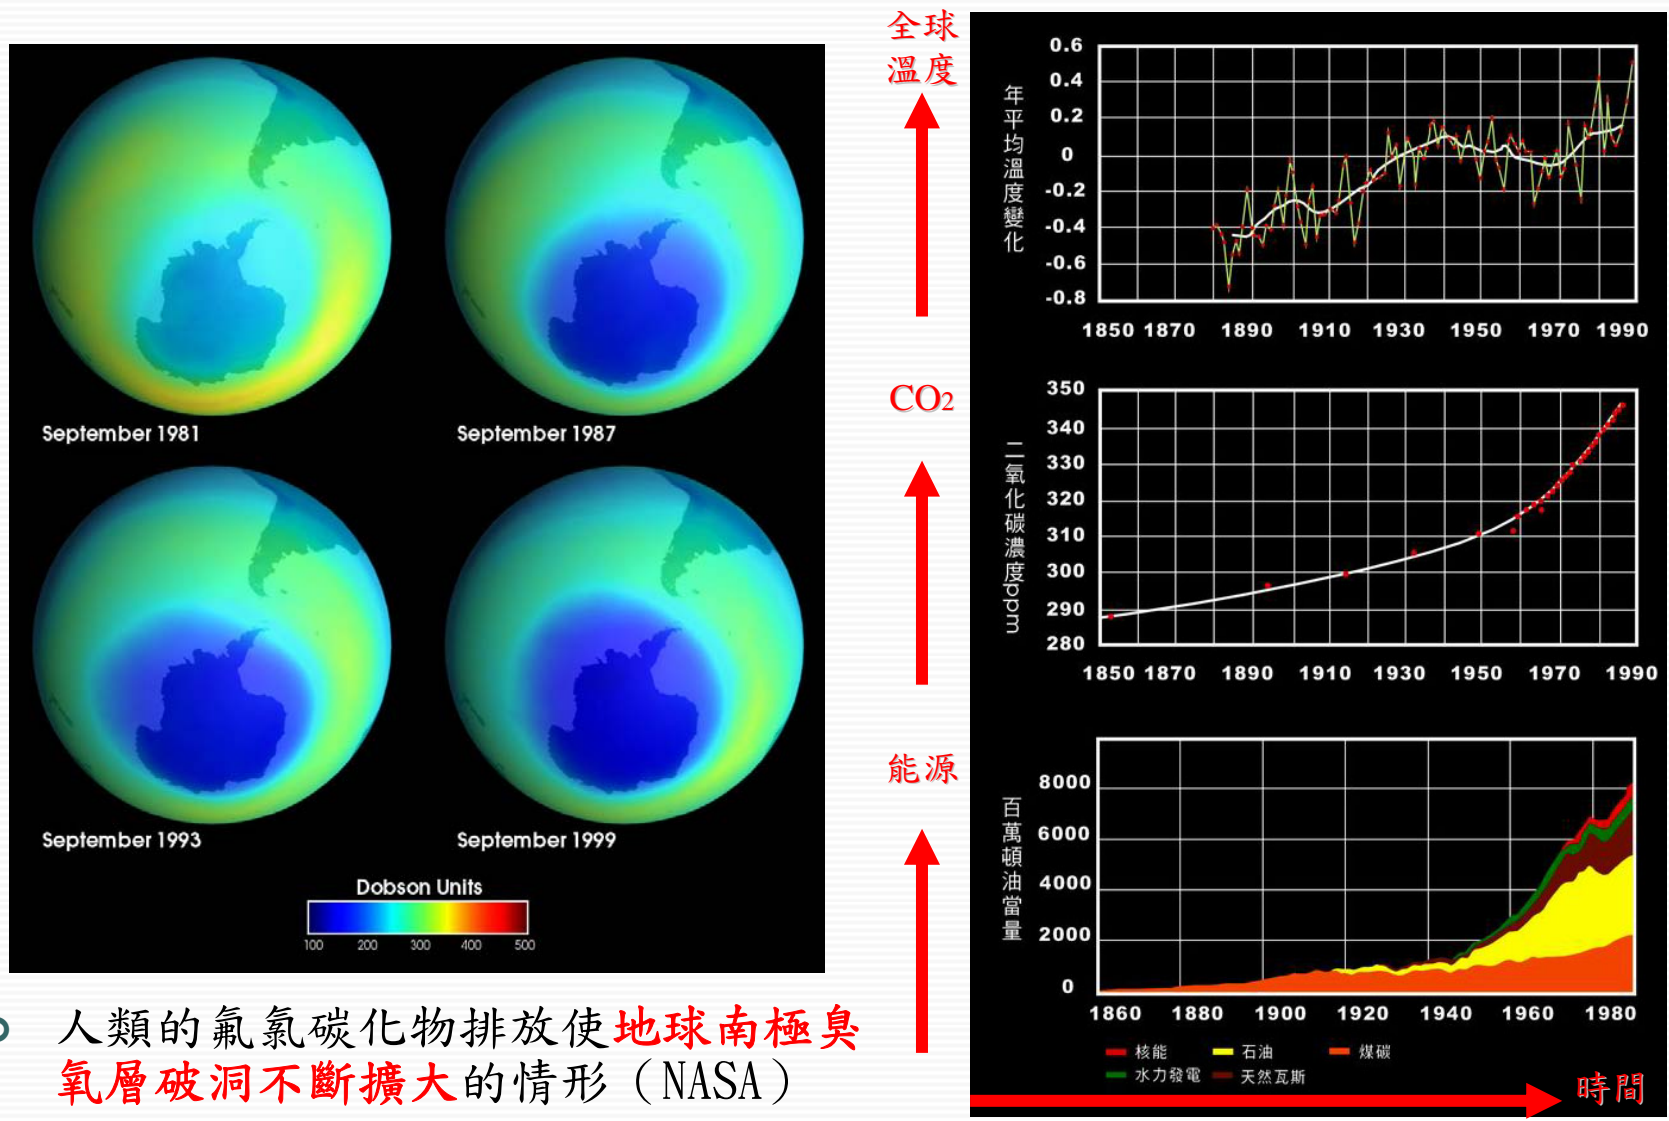 September 1981
September 1987
September 1993
September 1999
Dobson Units
100 200 300 400 500
人類的氟氯碳化物排放使地球南極臭
氧層破洞不斷擴大的情形（NASA）
全球
溫度
CO2
能源
年平均溫度變化
0.6
0.4
0.2
0
-0.2
-0.4
-0.6
-0.8
1850 1870 1890 1910 1930 1950 1970 1990
二氧化碳濃度ppm
350
340
330
320
310
300
290
280
1850 1870 1890 1910 1930 1950 1970 1990
百萬頓油當量
8000
6000
4000
2000
0
1860 1880 1900 1920 1940 1960 1980
核能 石油 煤碳
水力發電 天然瓦斯
時間